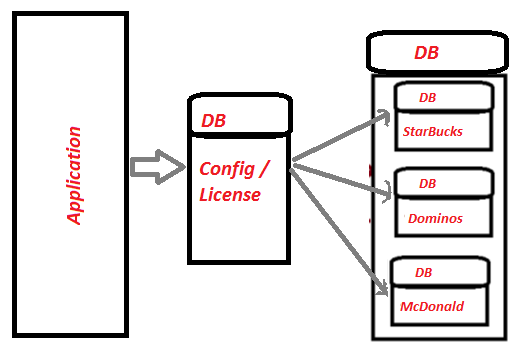 Application
DB
Config /
License
DB
DB
StarBucks
DB
Dominos
DB
McDonald